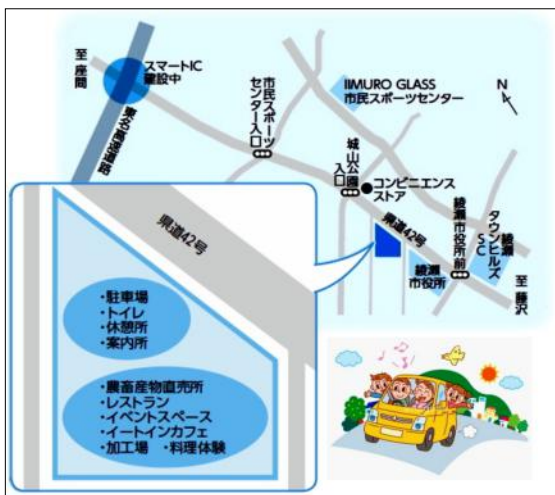 至座間
スマートIC
建設中
東名高速道路
市民スポーツ
センター入口
IIMURO GLASS
市民スポーツセンター
N
城山公園
入口
コンビニエンス
ストア
県道42号
綾瀬市役所前
綾瀬
タウンヒルズ
SC
綾瀬
市役所
至藤沢
県道42号
・駐車場
・トイレ
・休憩所
・案内所
・農畜産物直売所
・レストラン
・イベントスペース
・イートインカフェ
・加工場 ・料理体験